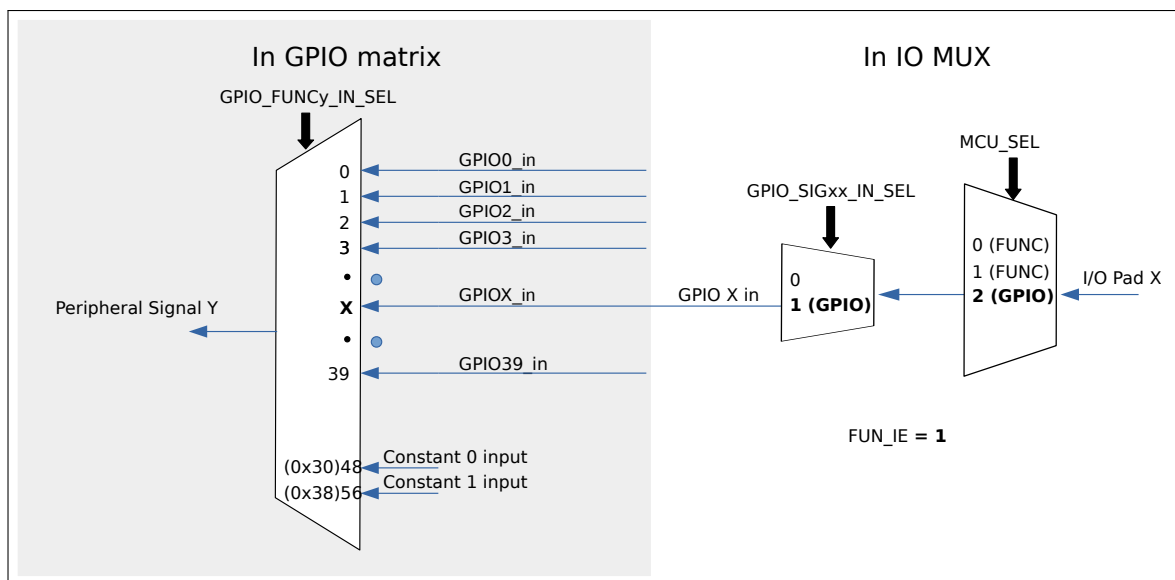 In GPIO matrix
In IO MUX
GPIO_FUNCy_IN_SEL
MCU_SEL
GPIO_SIGxx_IN_SEL
0
GPIO0_in
1
GPIO1_in
2
GPIO2_in
3
GPIO3_in
X
GPIOX_in
GPIO X in
39
GPIO39_in
(0x30)48
Constant 0 input
(0x38)56
Constant 1 input
Peripheral Signal Y
0
1 (GPIO)
0 (FUNC)
1 (FUNC)
2 (GPIO)
I/O Pad X
FUN_IE = 1